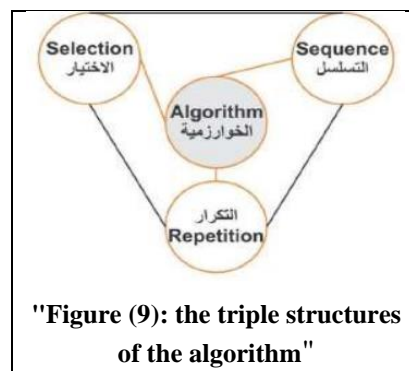 Selection
الاختيار
Sequence
التسلسل
Algorithm
الخوارزمية
التكرار
Repetition
"Figure (9): the triple structures
of the algorithm"